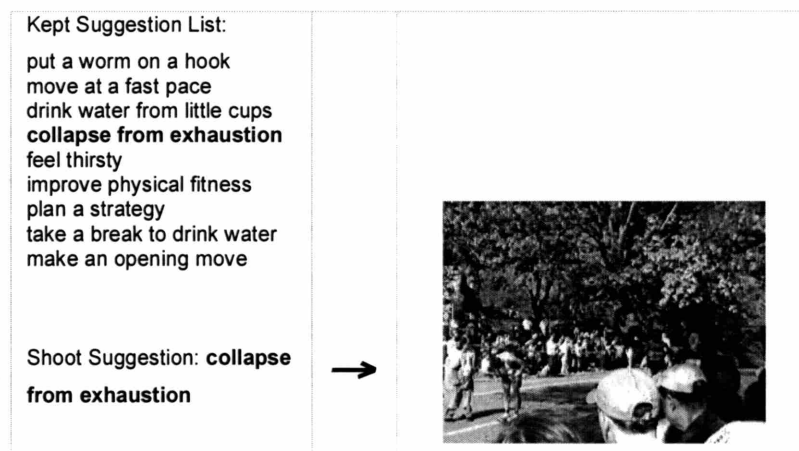 Kept Suggestion List:
put a worm on a hook
move at a fast pace
drink water from little cups
collapse from exhaustion
feel thirsty
improve physical fitness
plan a strategy
take a break to drink water
make an opening move
Shoot Suggestion: collapse
from exhaustion